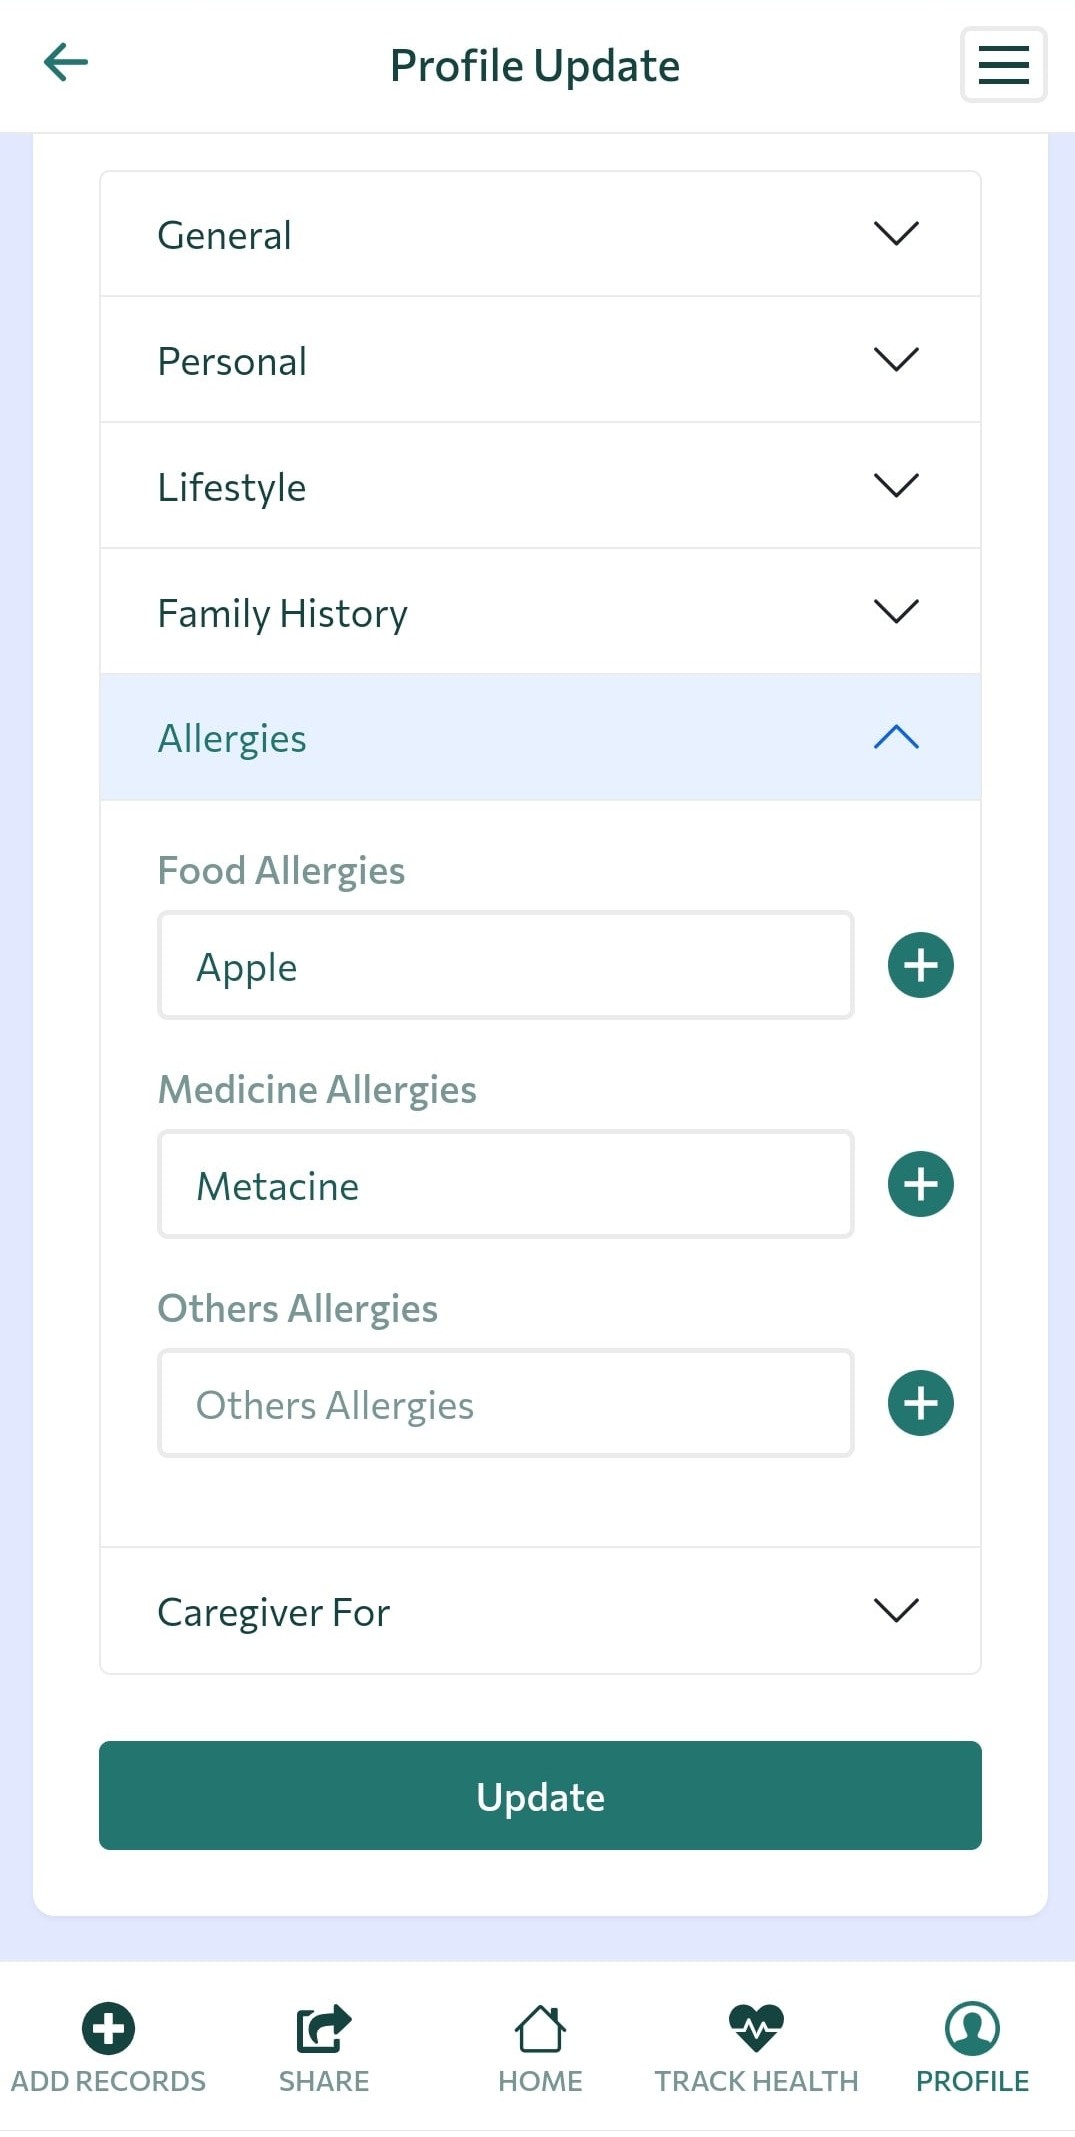 Profile Update
General
Personal
Lifestyle
Family History
Allergies
Food Allergies
Apple
Medicine Allergies
Metacine
Others Allergies
Others Allergies
Caregiver For
Update
ADD RECORDS
SHARE
HOME
TRACK HEALTH
PROFILE